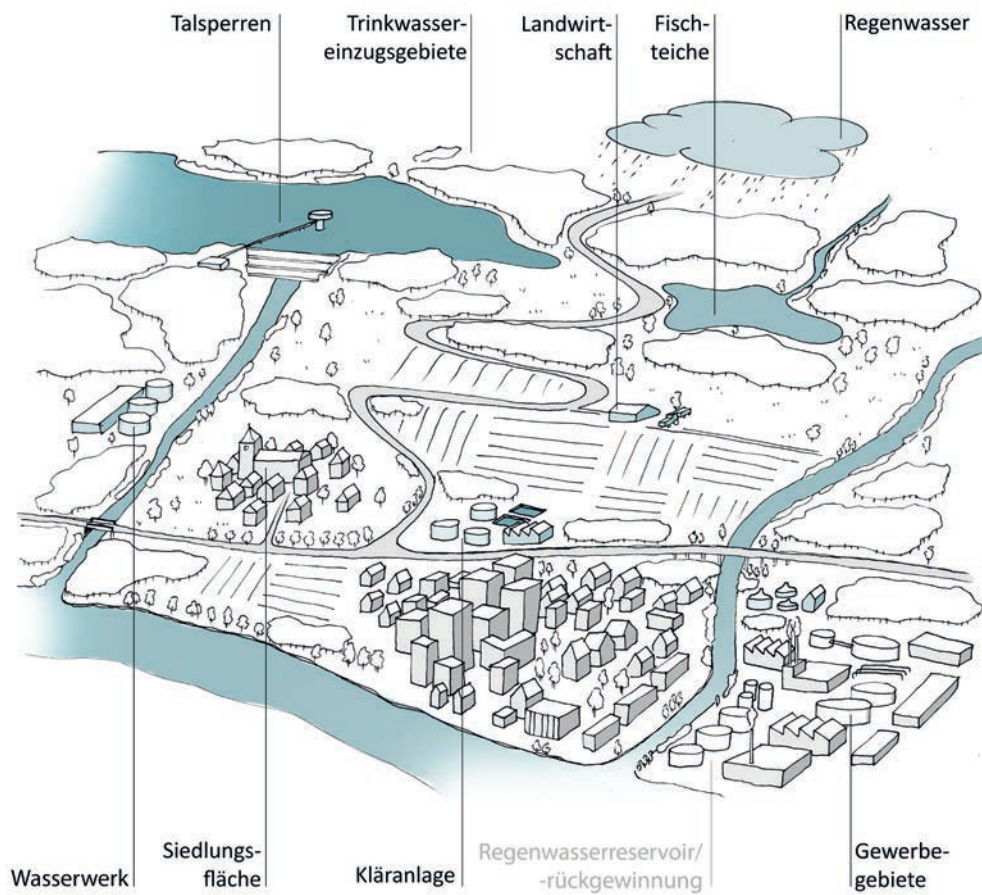 Talsperren
Trinkwasser-
einzugsgebiete
Landwirt-
schaft
Fisch-
teiche
Regenwasser
Wasserwerk
Siedlungs-
fläche
Kläranlage
Regenwasserreservoir/
-rückgewinnung
Gewerbe-
gebiete